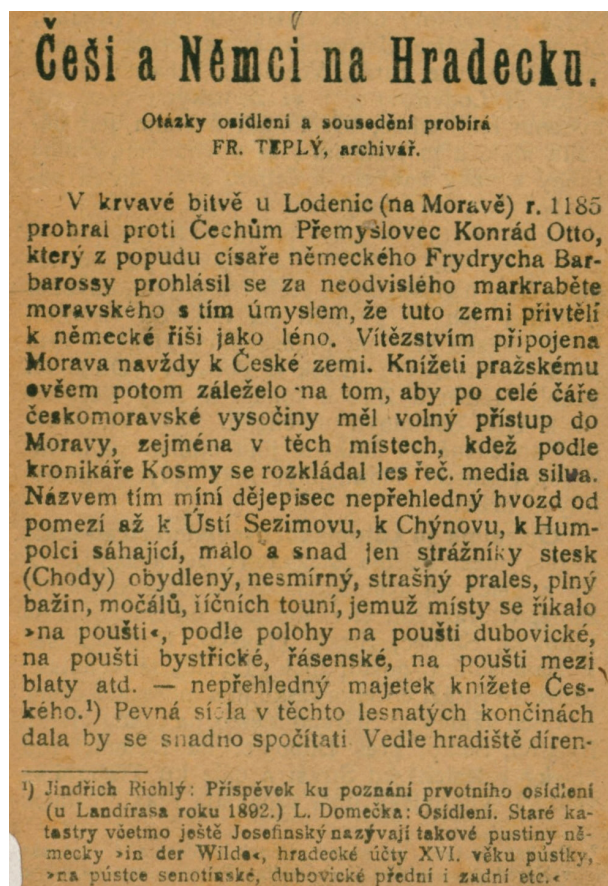 Češi a Němci na Hradecku.
Otázky osídlení a sousedění probírá
FR. TEPLÝ, archivář.
V krvavé bitvě u Lodenic (na Moravě) r. 1185
prohrál proti Čechům Přemyslovec Konrád Otto,
který z popudu císaře německého Frydrycha Bar-
barossy prohlásil se za neodvislého markraběte
moravského s tím úmyslem, že tuto zemi přivtělí
k německé říši jako léno. Vítězstvím připojena
Morava navždy k České zemi. Knížeti pražskému
ovšem potom záleželo na tom, aby po celé čáře
českomoravské vysočiny měl volný přístup do
Moravy, zejména v těch místech, kdež podle
kronikáře Kosmy se rozkládal les řeč. media silva.
Názvem tím míní dějepisec nepřehledný hvozd od
pomezí až k Ústí Sezimovu, k Chýnovu, k Hum-
polci sáhající, málo a snad jen strážníky stesk
(Chody) obydlený, nesmírný, strašný prales, plný
bažin, močálů, říčních touní, jemuž místy se říkalo
»na poušti«, podle polohy na poušti dubovické,
na poušti bystřické, řásenské, na poušti mezi
blaty atd. — nepřehledný majetek knížete Čes-
kého.¹) Pevná sídla v těchto lesnatých končinách
dala by se snadno spočítati Vedle hradiště díren-
¹) Jindřich Richlý: Příspěvek ku poznání prvotního osídlení
(u Landfrasa roku 1892.) L. Domečka: Osídlení. Staré ka-
tastry včetmo ještě Josefinský nazývají takové pustiny ně-
mecky »in der Wilde«, hradecké účty XVI. věku pústky,
»na pústce senotínské, dubovické přední i zadní etc.«